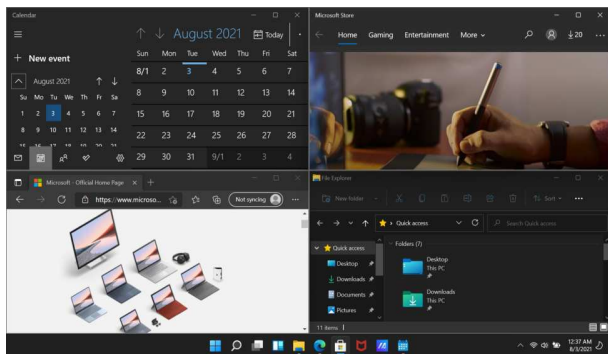 Calendar
August 2021
Today
New event
Sun Mon Tue Wed Thu Fri Sat
8/1 2 3 4 5 6 7
8 9 10 11 12 13 14
15 16 17 18 19 20 21
22 23 24 25 26 27 28
29 30 31 9/1 2 3 4
August 2021
Su Mo Tu We Th Fr Sa
1 2 3 4 5 6 7
8 9 10 11 12 13 14
Microsoft Store
Home Gaming Entertainment More
20
Microsoft - Official Home Page
https://www.microso...
Not syncing
File Explorer
New folder
Sort
Quick access
Search Quick access
Quick access
Desktop
Downloads
Documents
Pictures
Folders (7)
Desktop
This PC
Downloads
This PC
11 items
12:37 AM
8/3/2021